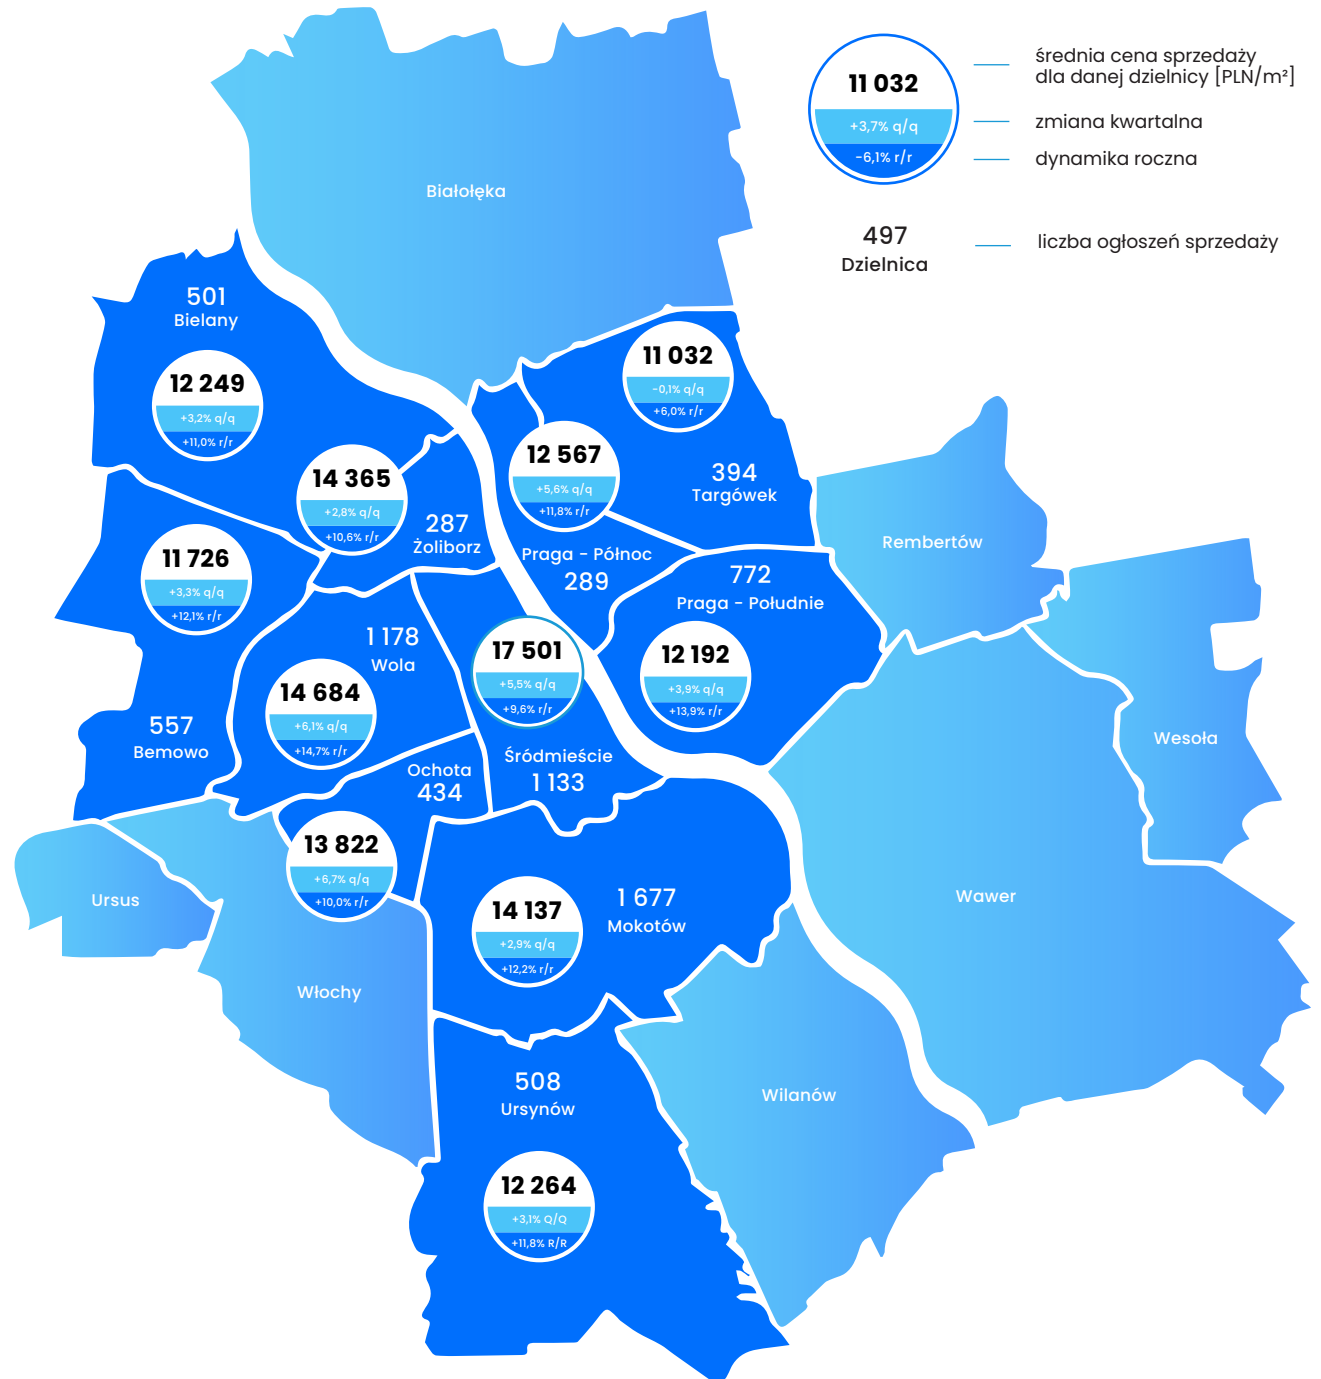 11 032
+3,7% q/q
-6,1% r/r
średnia cena sprzedaży
dla danej dzielnicy [PLN/m²]
zmiana kwartalna
dynamika roczna
497
Dzielnica
liczba ogłoszeń sprzedaży
Białołęka
501
Bielany
12 249
+3,2% q/q
+11,0% r/r
11 032
-0,1% q/q
+6,0% r/r
394
Targówek
12 567
+5,6% q/q
+11,8% r/r
Praga - Północ
289
14 365
+2,8% q/q
+10,6% r/r
287
Żoliborz
Rembertów
11 726
+3,3% q/q
+12,1% r/r
557
Bemowo
772
Praga - Południe
12 192
+3,9% q/q
+13,9% r/r
1 178
Wola
14 684
+6,1% q/q
+14,7% r/r
17 501
+5,5% q/q
+9,6% r/r
Śródmieście
1 133
Wesoła
Ochota
434
13 822
+6,7% q/q
+10,0% r/r
Ursus
Włochy
14 137
+2,9% q/q
+12,2% r/r
1 677
Mokotów
Wawer
508
Ursynów
12 264
+3,1% Q/Q
+11,8% R/R
Wilanów